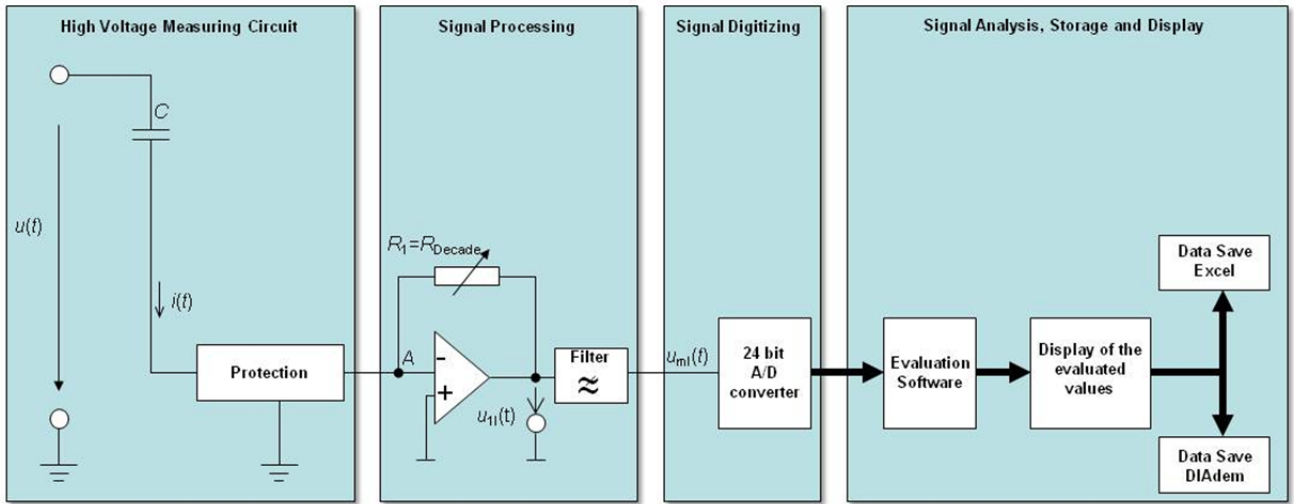 High Voltage Measuring Circuit
C
u(t)
i(t)
Protection
Signal Processing
R1=RDecade
A
-
+
u1I(t)
Filter
≈
Signal Digitizing
umI(t)
24 bit
A/D
converter
Signal Analysis, Storage and Display
Evaluation
Software
Display of the
evaluated
values
Data Save
Excel
Data Save
DIAdem